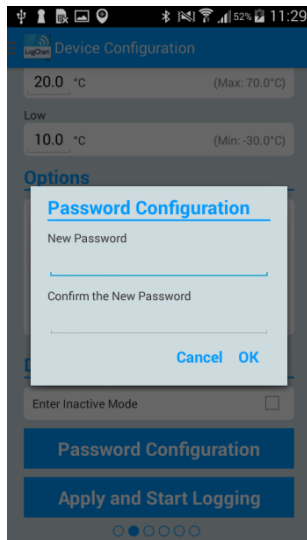 52% 11:29
LogChart Device Configuration
20.0 °C (Max: 70.0°C)
Low
10.0 °C (Min: -30.0°C)
Options
Password Configuration
New Password
Confirm the New Password
Cancel OK
D
Enter Inactive Mode
Password Configuration
Apply and Start Logging